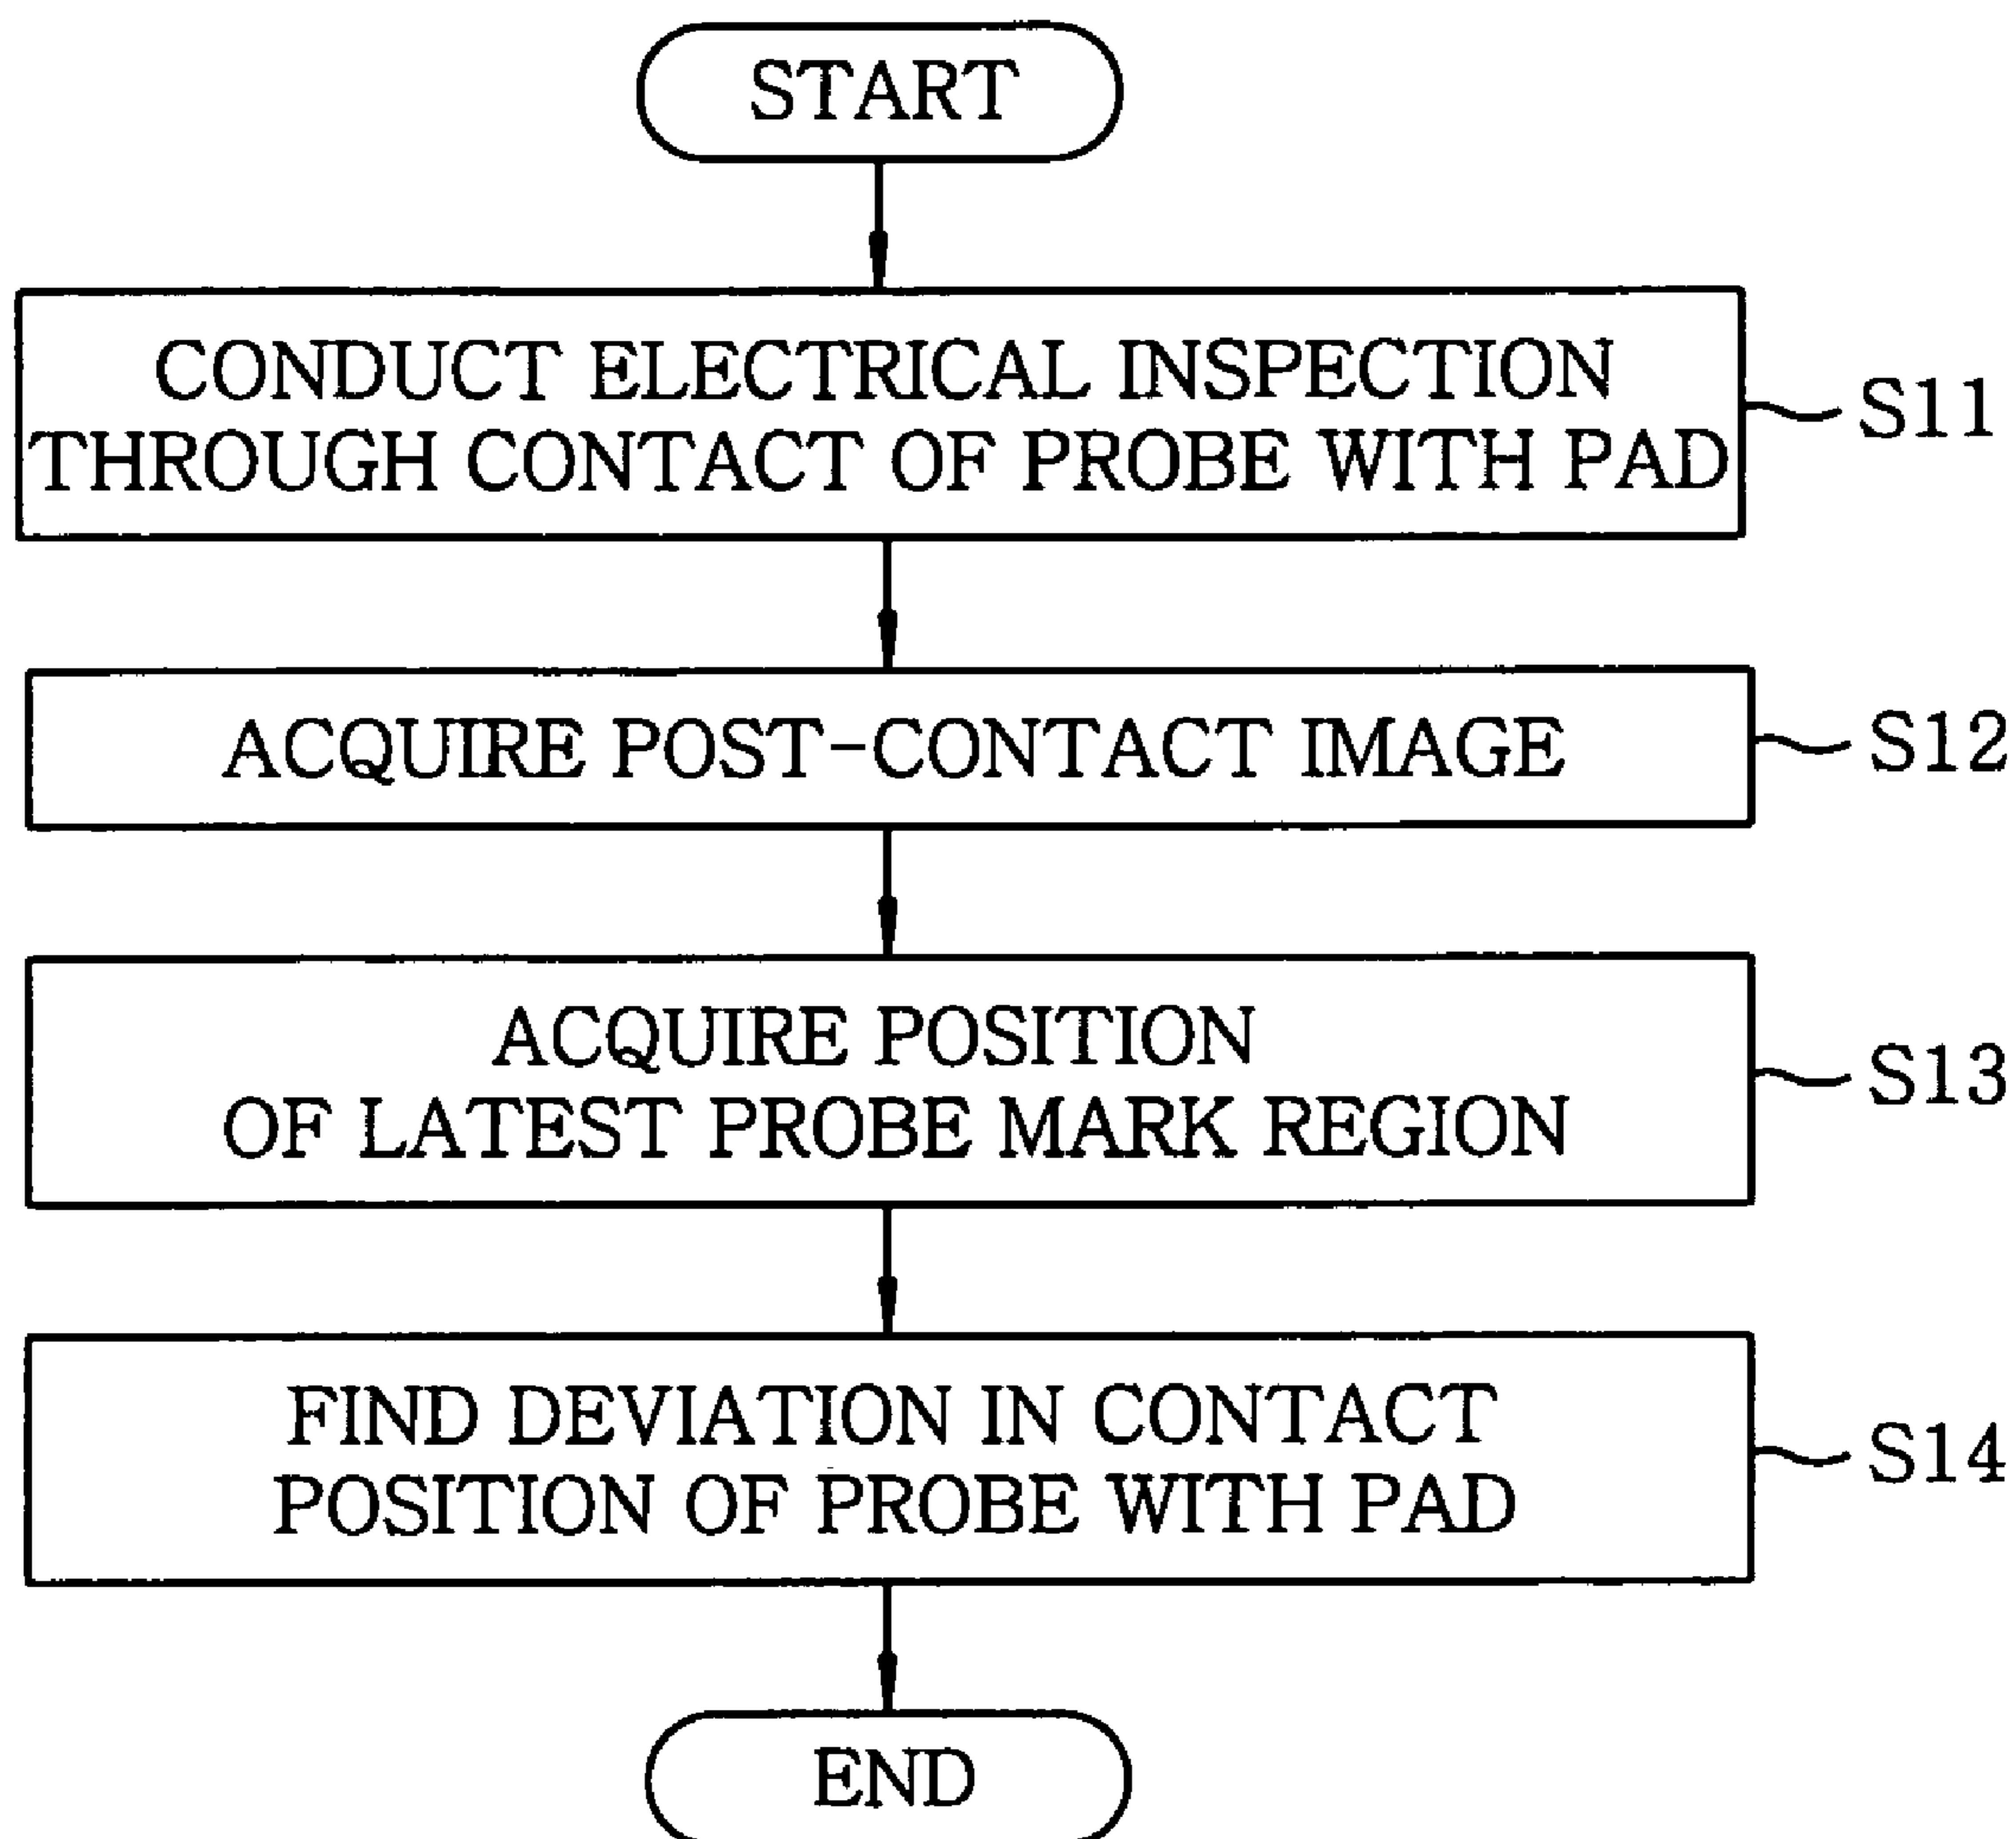 START
CONDUCT ELECTRICAL INSPECTION
THROUGH CONTACT OF PROBE WITH PAD
S11
ACQUIRE POST-CONTACT IMAGE
S12
ACQUIRE POSITION
OF LATEST PROBE MARK REGION
S13
FIND DEVIATION IN CONTACT
POSITION OF PROBE WITH PAD
S14
END